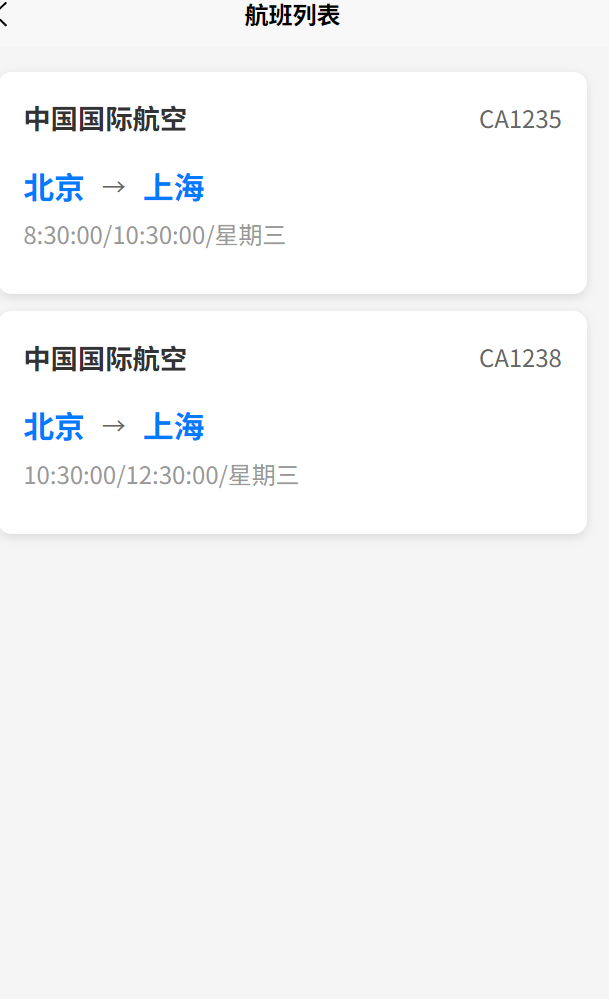 航班列表
中国国际航空 CA1235
北京 → 上海
8:30:00/10:30:00/星期三
中国国际航空 CA1238
北京 → 上海
10:30:00/12:30:00/星期三